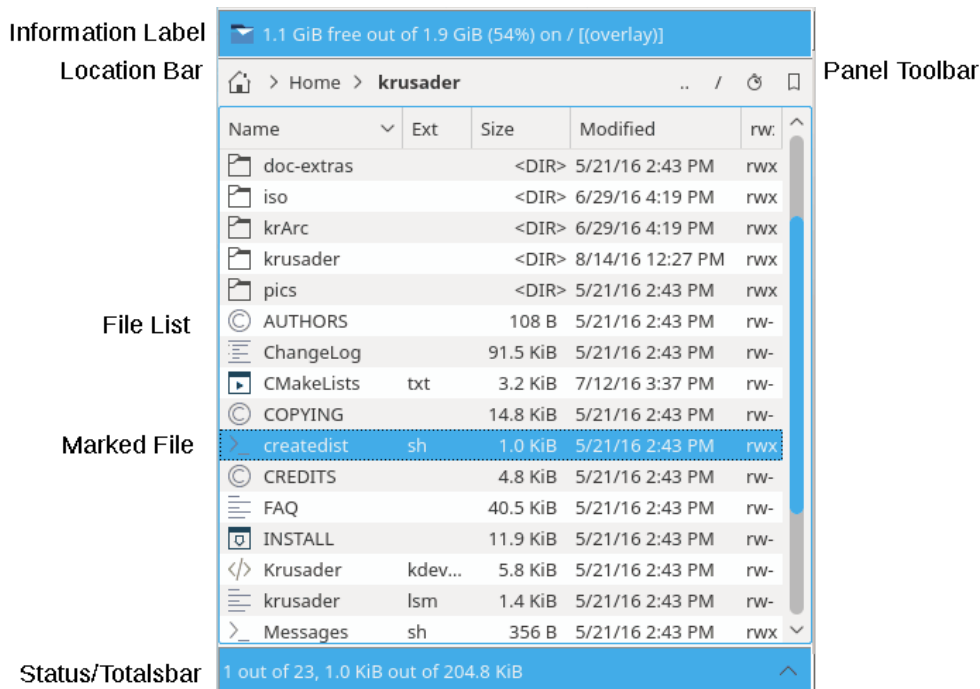 Information Label 1.1 GiB free out of 1.9 GiB (54%) on / [(overlay)]
Location Bar > Home > krusader .. / Panel Toolbar
Name Ext Size Modified rw:
doc-extras <DIR> 5/21/16 2:43 PM rwx
iso <DIR> 6/29/16 4:19 PM rwx
krArc <DIR> 6/29/16 4:19 PM rwx
krusader <DIR> 8/14/16 12:27 PM rwx
pics <DIR> 5/21/16 2:43 PM rwx
File List AUTHORS 108 B 5/21/16 2:43 PM rw-
ChangeLog 91.5 KiB 5/21/16 2:43 PM rw-
CMakeLists txt 3.2 KiB 7/12/16 3:37 PM rw-
COPYING 14.8 KiB 5/21/16 2:43 PM rw-
Marked File createdist sh 1.0 KiB 5/21/16 2:43 PM rwx
CREDITS 4.8 KiB 5/21/16 2:43 PM rw-
FAQ 40.5 KiB 5/21/16 2:43 PM rw-
INSTALL 11.9 KiB 5/21/16 2:43 PM rw-
Krusader kdev... 5.8 KiB 5/21/16 2:43 PM rw-
krusader lsm 1.4 KiB 5/21/16 2:43 PM rw-
Messages sh 356 B 5/21/16 2:43 PM rwx
Status/Totalsbar 1 out of 23, 1.0 KiB out of 204.8 KiB